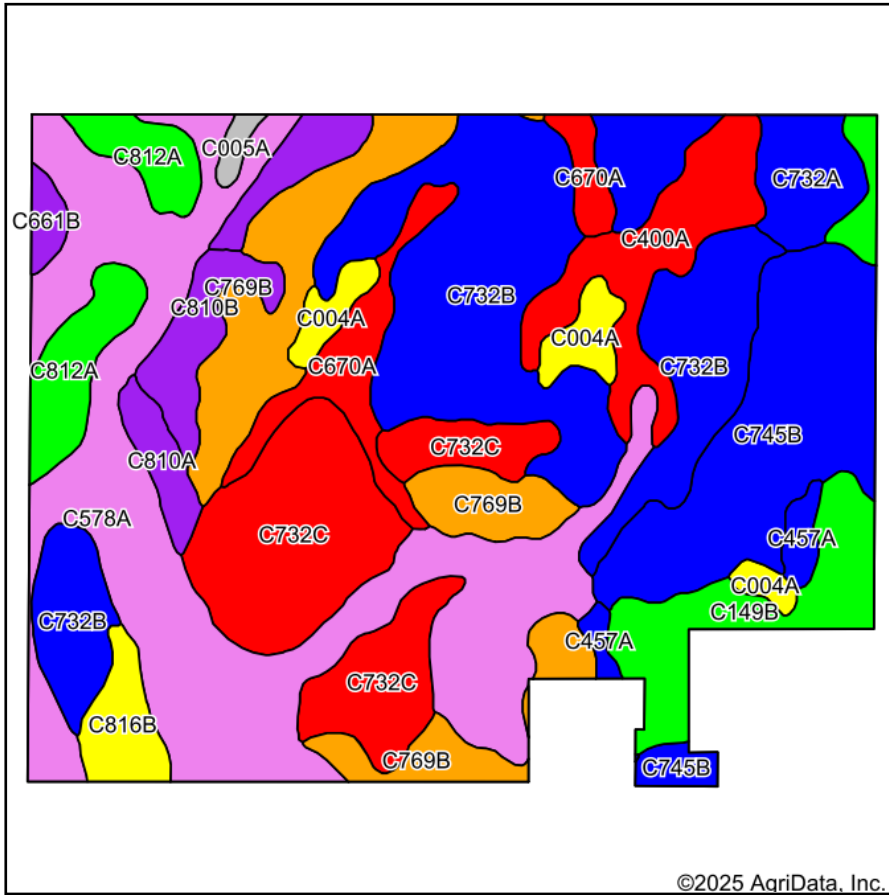 C812A
C005A
C670A
C732A
C661B
C400A
C769B
C732B
C810B
C004A
C004A
C670A
C732B
C812A
C745B
C732C
C810A
C769B
C578A
C732C
C457A
C004A
C149B
C732B
C457A
C732C
C816B
C769B
C745B
©2025 AgriData, Inc.